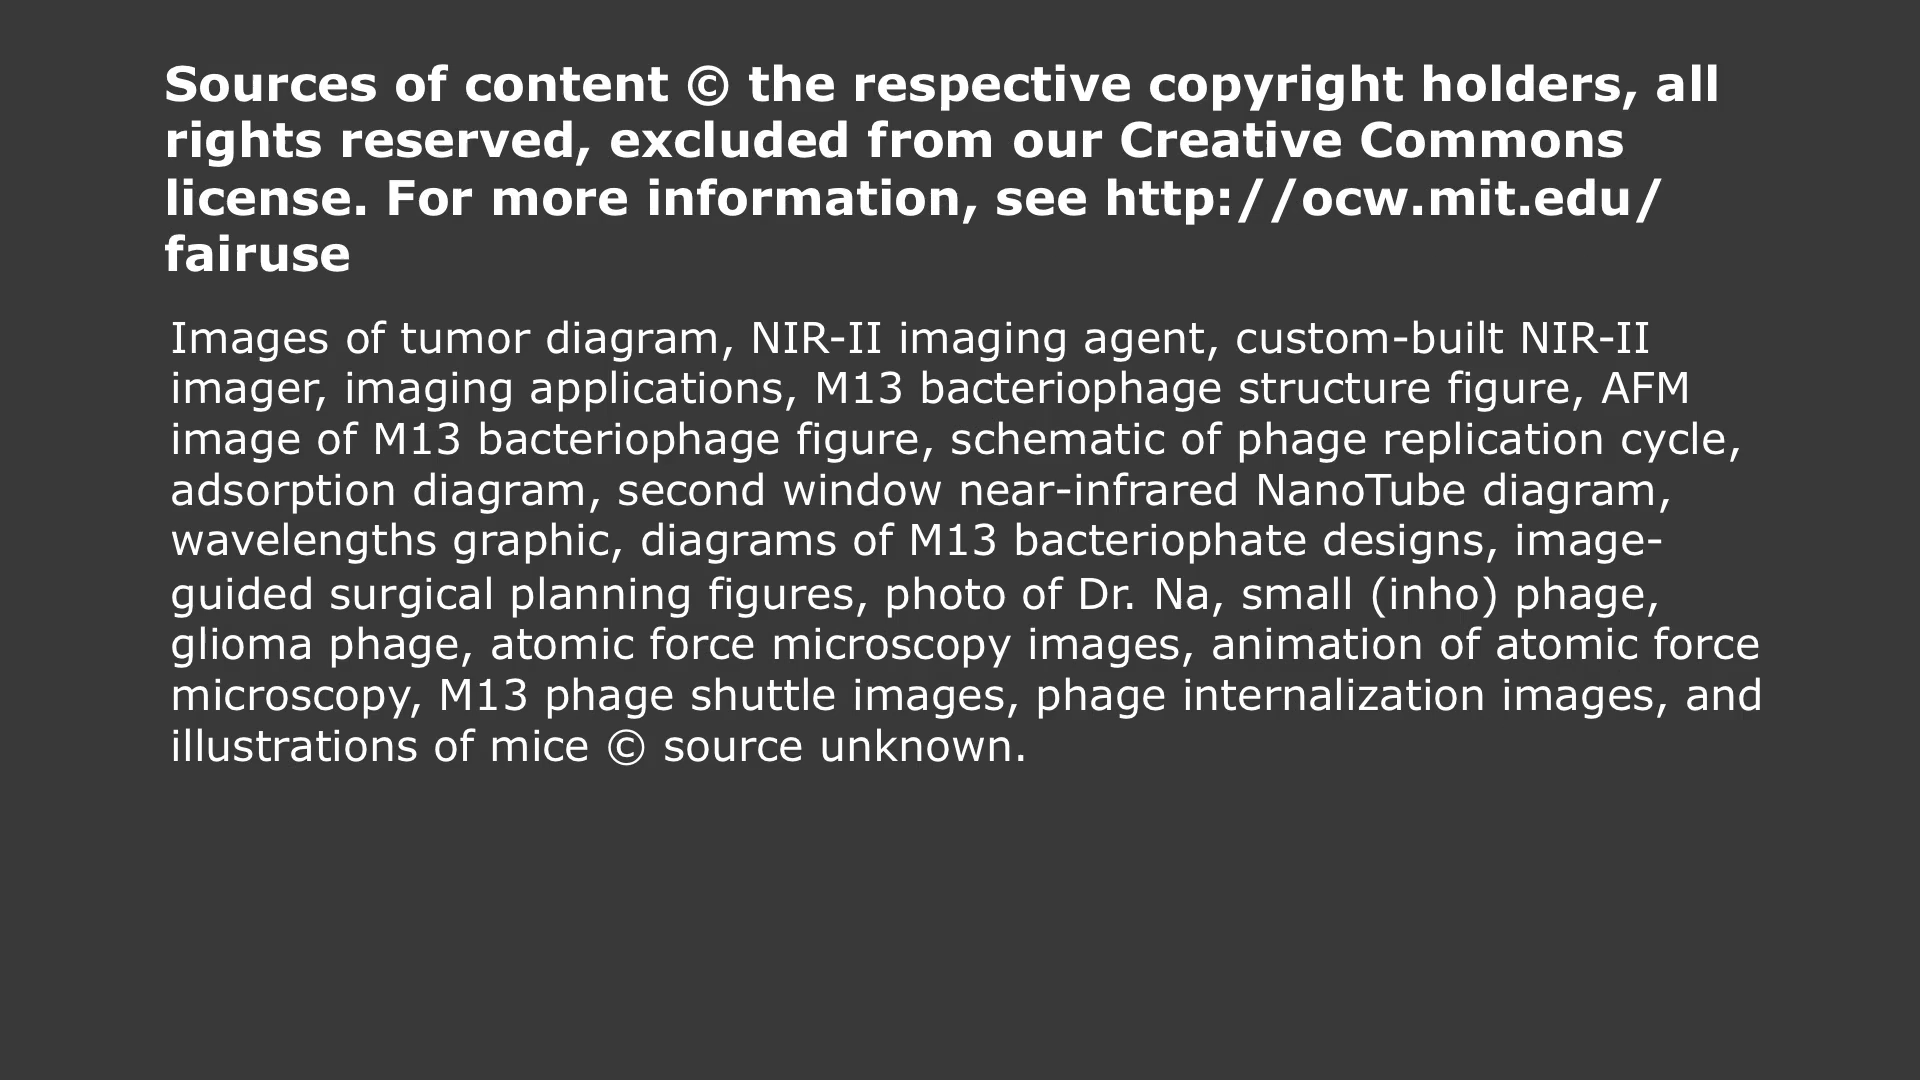 Sources of content © the respective copyright holders, all
rights reserved, excluded from our Creative Commons
license. For more information, see http://ocw.mit.edu/
fairuse
Images of tumor diagram, NIR-II imaging agent, custom-built NIR-II
imager, imaging applications, M13 bacteriophage structure figure, AFM
image of M13 bacteriophage figure, schematic of phage replication cycle,
adsorption diagram, second window near-infrared NanoTube diagram,
wavelengths graphic, diagrams of M13 bacteriophate designs, image-
guided surgical planning figures, photo of Dr. Na, small (inho) phage,
glioma phage, atomic force microscopy images, animation of atomic force
microscopy, M13 phage shuttle images, phage internalization images, and
illustrations of mice © source unknown.